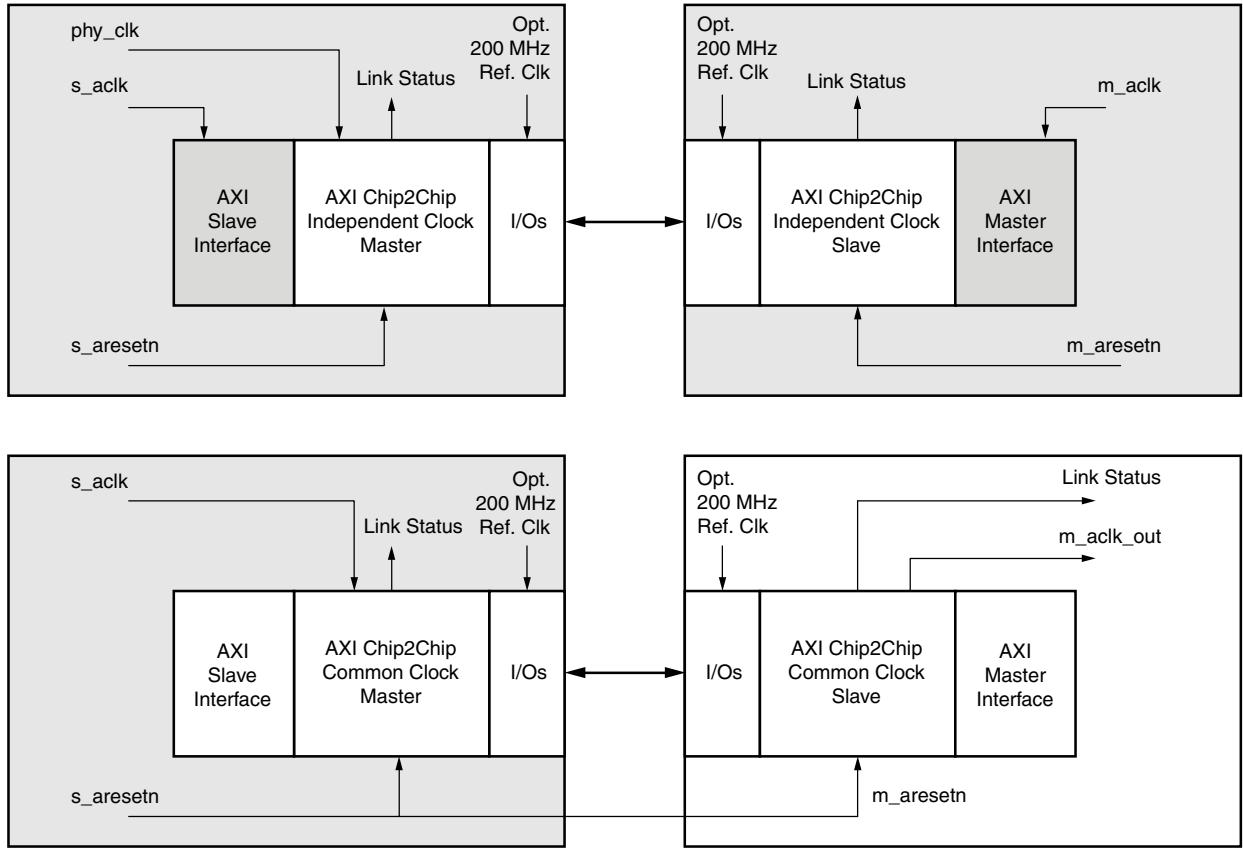 phy_clk
s_aclk
Link Status
Opt.
200 MHz
Ref. Clk
AXI
Slave
Interface
AXI Chip2Chip
Independent Clock
Master
I/Os
s_aresetn
Opt.
200 MHz
Ref. Clk
Link Status
m_aclk
I/Os
AXI Chip2Chip
Independent Clock
Slave
AXI
Master
Interface
m_aresetn
s_aclk
Link Status
Opt.
200 MHz
Ref. Clk
AXI
Slave
Interface
AXI Chip2Chip
Common Clock
Master
I/Os
s_aresetn
Opt.
200 MHz
Ref. Clk
Link Status
m_aclk_out
I/Os
AXI Chip2Chip
Common Clock
Slave
AXI
Master
Interface
m_aresetn